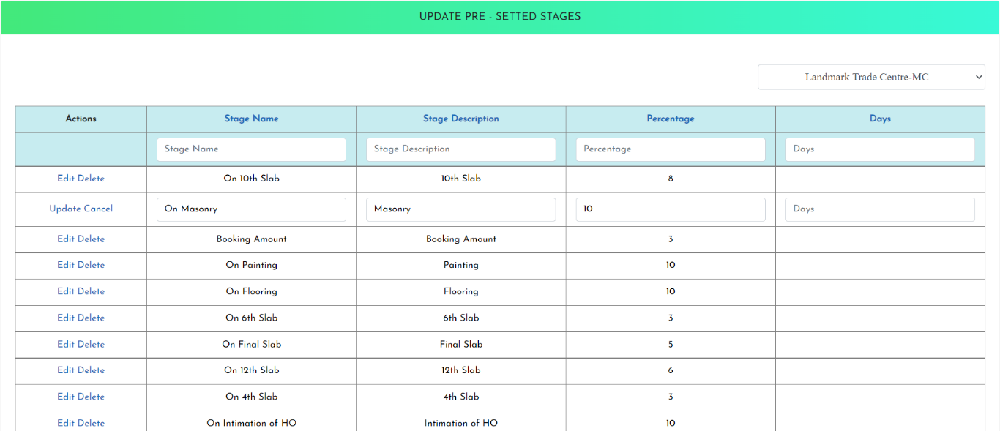 UPDATE PRE - SETTED STAGES
Landmark Trade Centre-MC
Actions Stage Name Stage Description Percentage Days
Stage Name Stage Description Percentage Days
Edit Delete On 10th Slab 10th Slab 8
Update Cancel On Masonry Masonry 10 Days
Edit Delete Booking Amount Booking Amount 3
Edit Delete On Painting Painting 10
Edit Delete On Flooring Flooring 10
Edit Delete On 6th Slab 6th Slab 3
Edit Delete On Final Slab Final Slab 5
Edit Delete On 12th Slab 12th Slab 6
Edit Delete On 4th Slab 4th Slab 3
Edit Delete On Intimation of HO Intimation of HO 10